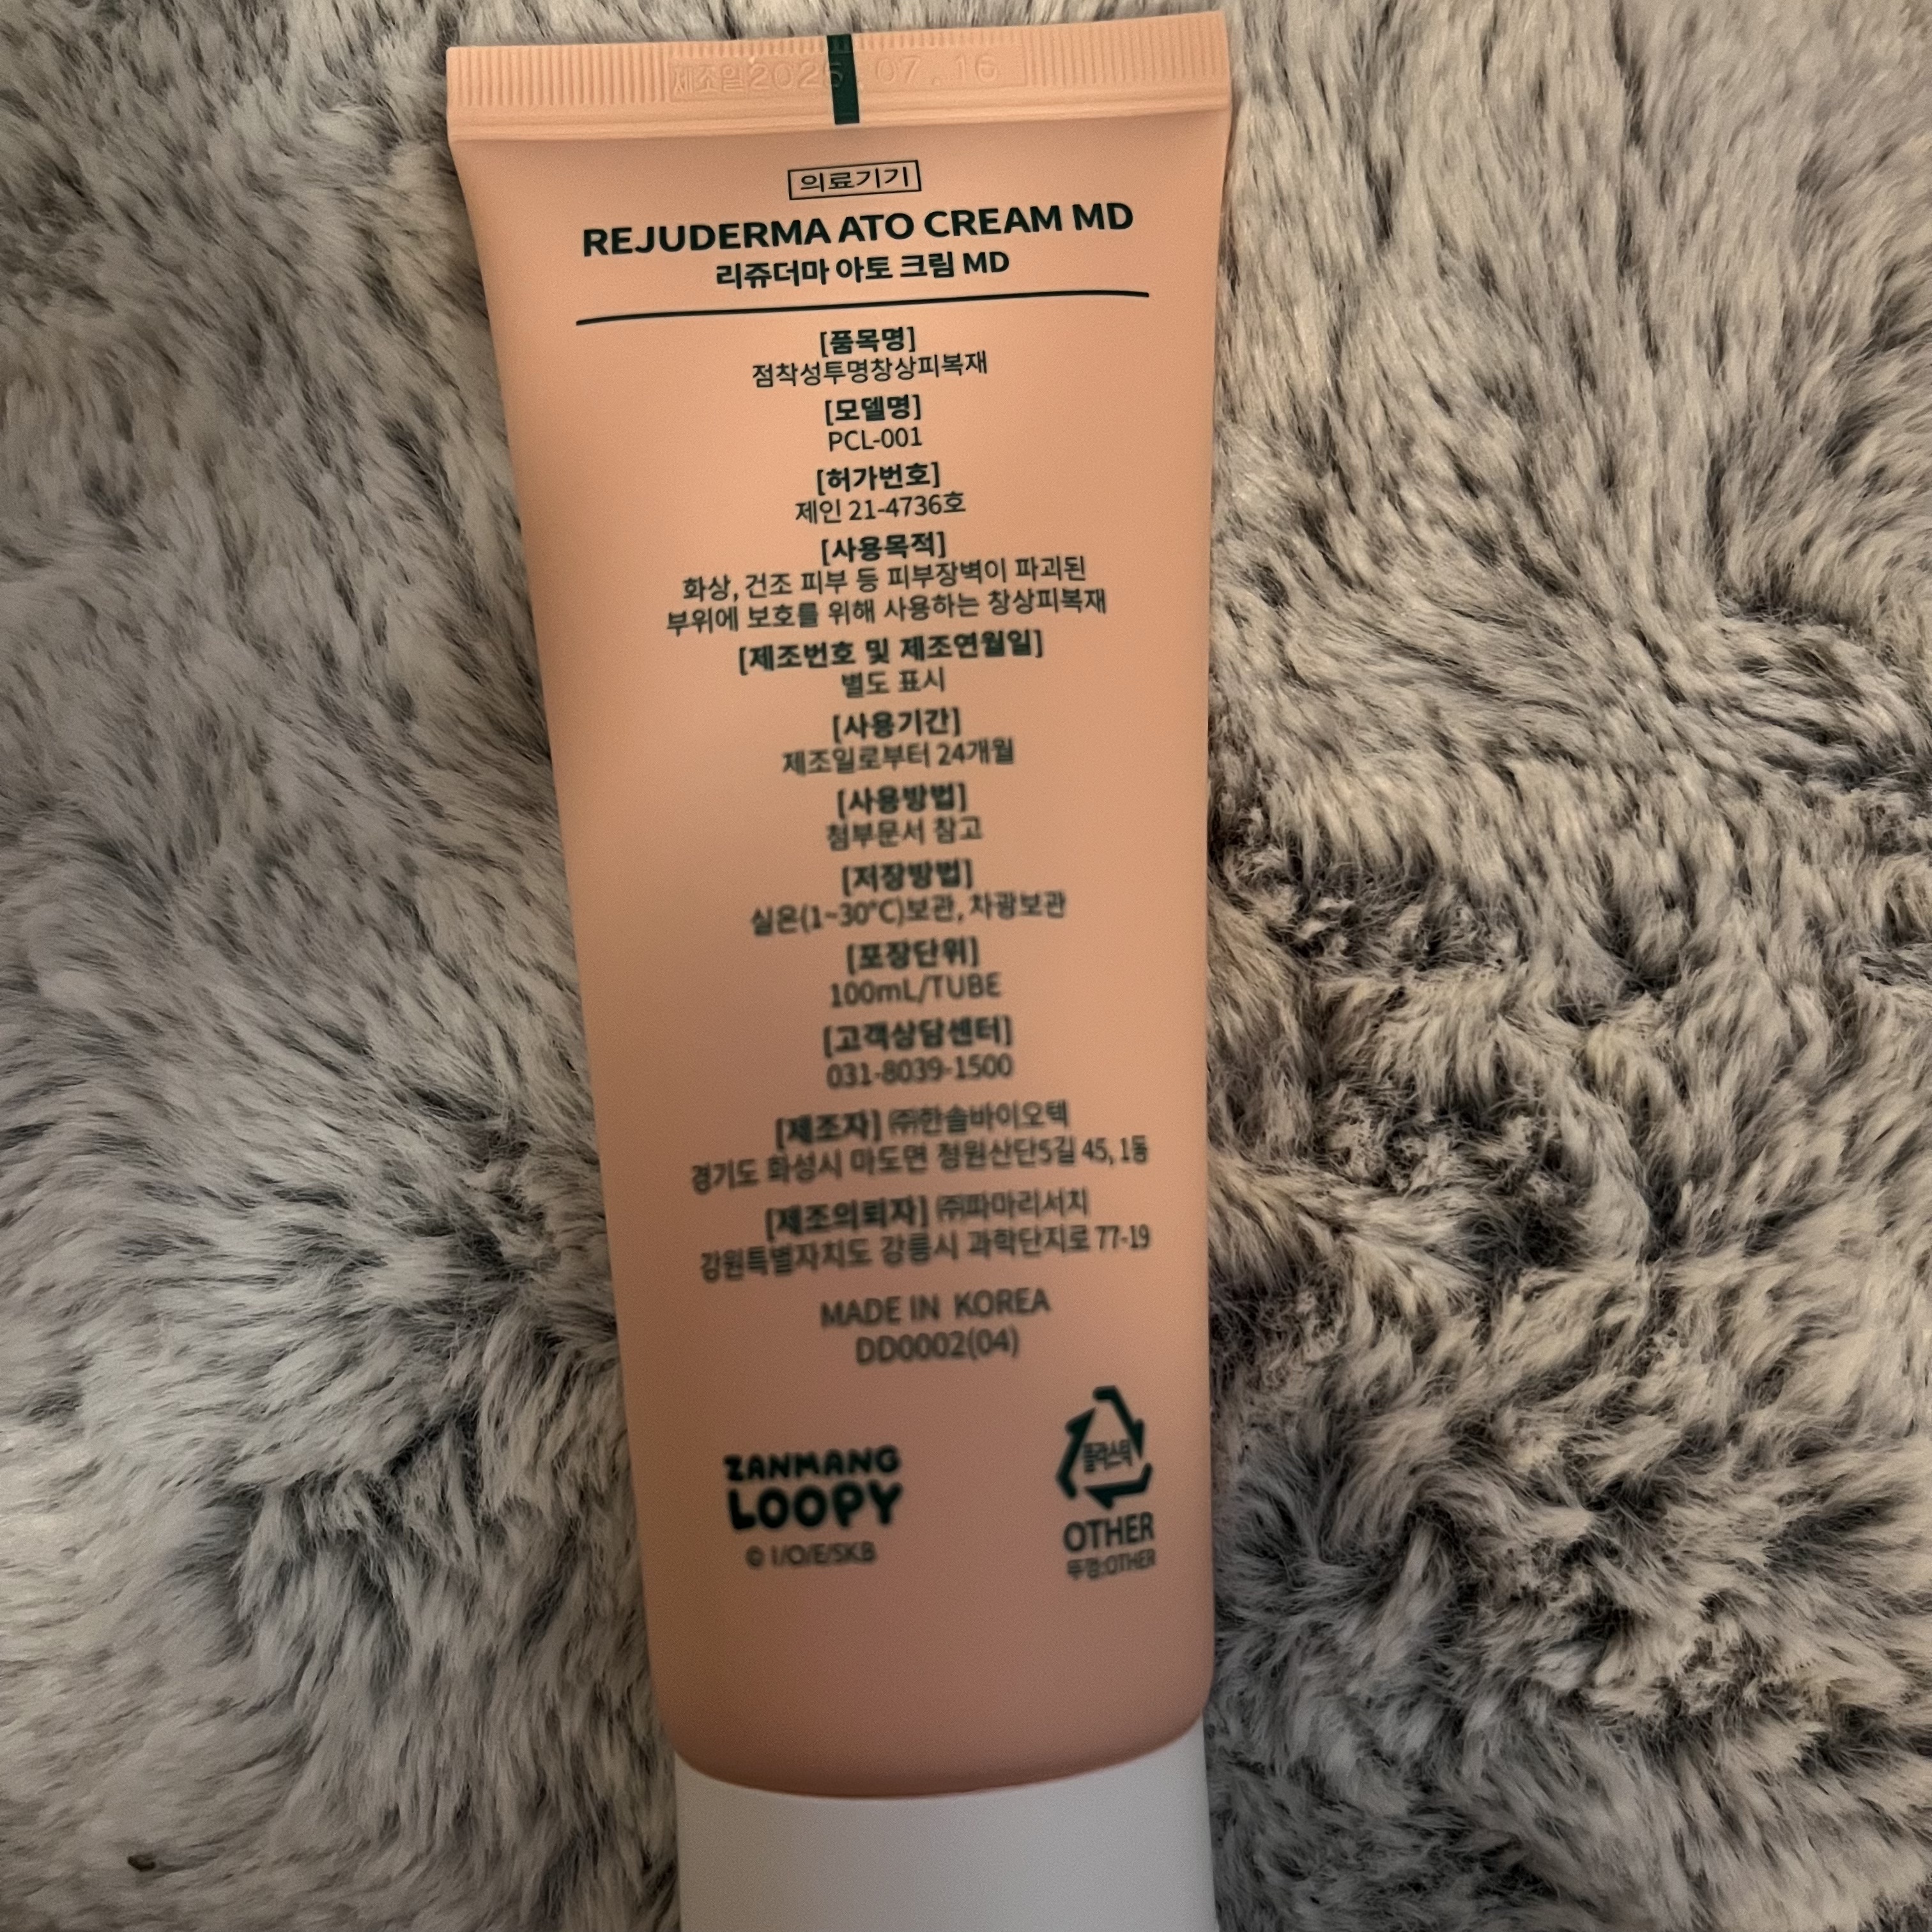 제조일2025 07.16
의료기기
REJUDERMA ATO CREAM MD
리쥬더마 아토 크림 MD
[품목명]
점착성투명창상피복재
[모델명]
PCL-001
[허가번호]
제인 21-4736호
[사용목적]
화상, 건조 피부 등 피부장벽이 파괴된
부위에 보호를 위해 사용하는 창상피복재
[제조번호 및 제조연월일]
별도 표시
[사용기간]
제조일로부터 24개월
[사용방법]
첨부문서 참고
[저장방법]
실온(1~30°C)보관, 차광보관
[포장단위]
100mL/TUBE
[고객상담센터]
031-8039-1500
[제조자] ㈜한솔바이오텍
경기도 화성시 마도면 청원산단5길 45, 1동
[제조의뢰자] ㈜파마리서치
강원특별자치도 강릉시 과학단지로 77-19
MADE IN KOREA
DD0002(04)
ZANMANG
LOOPY
© I/O/E/SKB
플라스틱
OTHER
뚜껑:OTHER